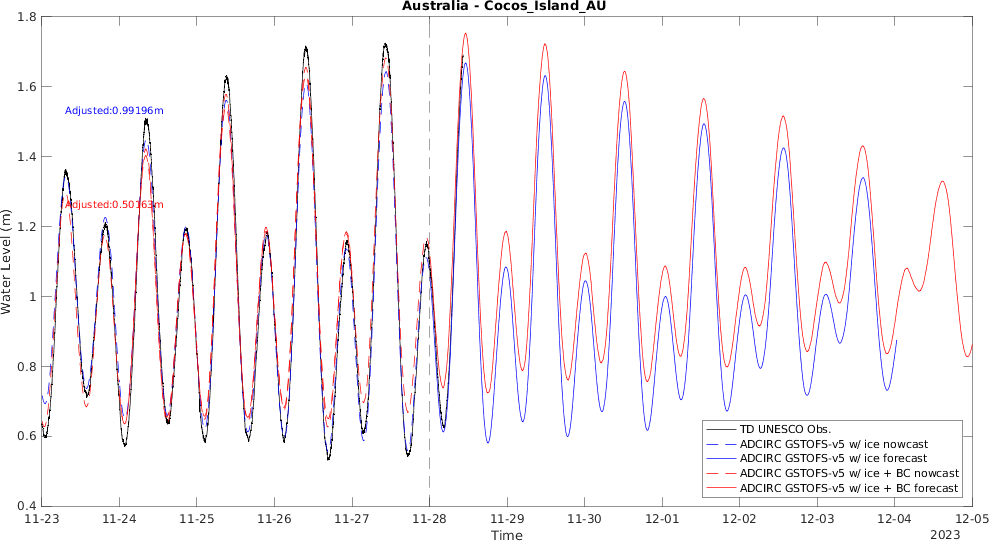 Australia - Cocos_Island_AU
1.8
1.6
1.4
1.2
1
0.8
0.6
0.4
Water Level (m)
Adjusted:0.99196m
Adjusted:0.50163m
TD UNESCO Obs.
ADCIRC GSTOFS-v5 w/ ice nowcast
ADCIRC GSTOFS-v5 w/ ice forecast
ADCIRC GSTOFS-v5 w/ ice + BC nowcast
ADCIRC GSTOFS-v5 w/ ice + BC forecast
11-23 11-24 11-25 11-26 11-27 11-28 11-29 11-30 12-01 12-02 12-03 12-04 12-05
Time
2023